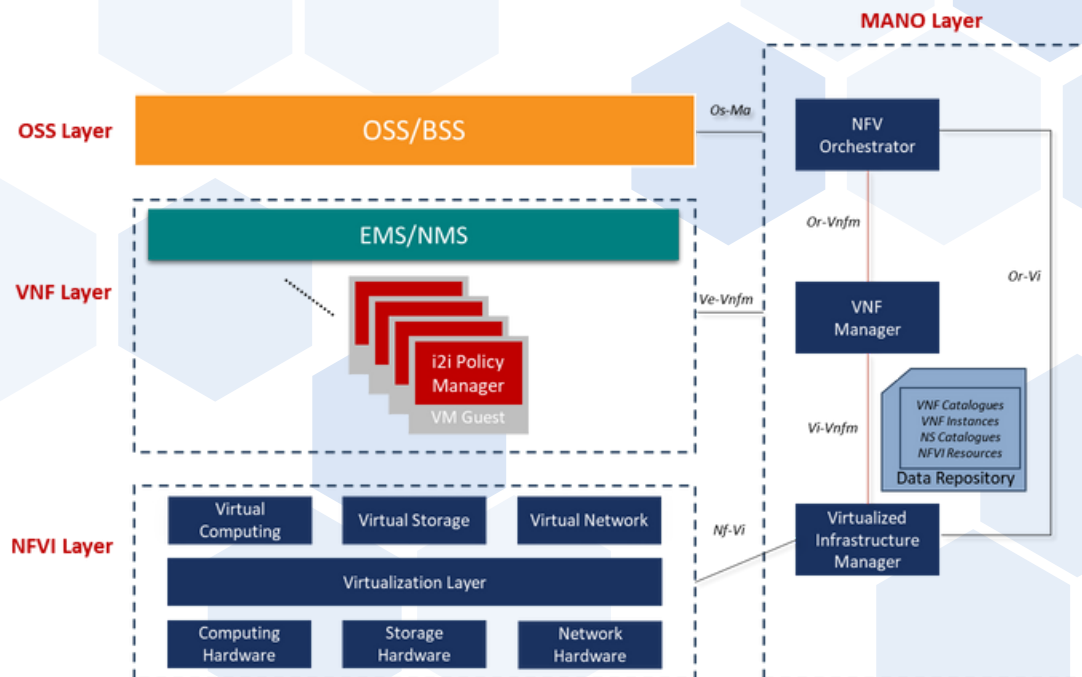 MANO Layer
OSS Layer
OSS/BSS
Os-Ma
NFV
Orchestrator
Or-Vnfm
Or-Vi
VNF Layer
EMS/NMS
i2i Policy
Manager
VM Guest
Ve-Vnfm
VNF
Manager
Vi-Vnfm
VNF Catalogues
VNF Instances
NS Catalogues
NFVI Resources
Data Repository
NFVI Layer
Virtual
Computing
Virtual Storage
Virtual Network
Virtualization Layer
Computing
Hardware
Storage
Hardware
Network
Hardware
Nf-Vi
Virtualized
Infrastructure
Manager